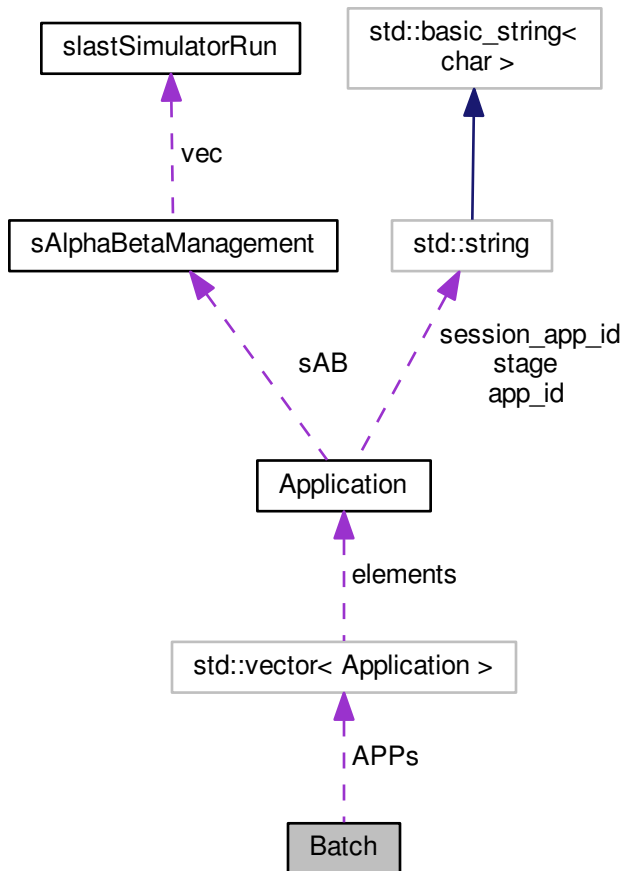 slastSimulatorRun
std::basic_string<
char >
vec
sAlphaBetaManagement
std::string
sAB
session_app_id
stage
app_id
Application
elements
std::vector< Application >
APPs
Batch